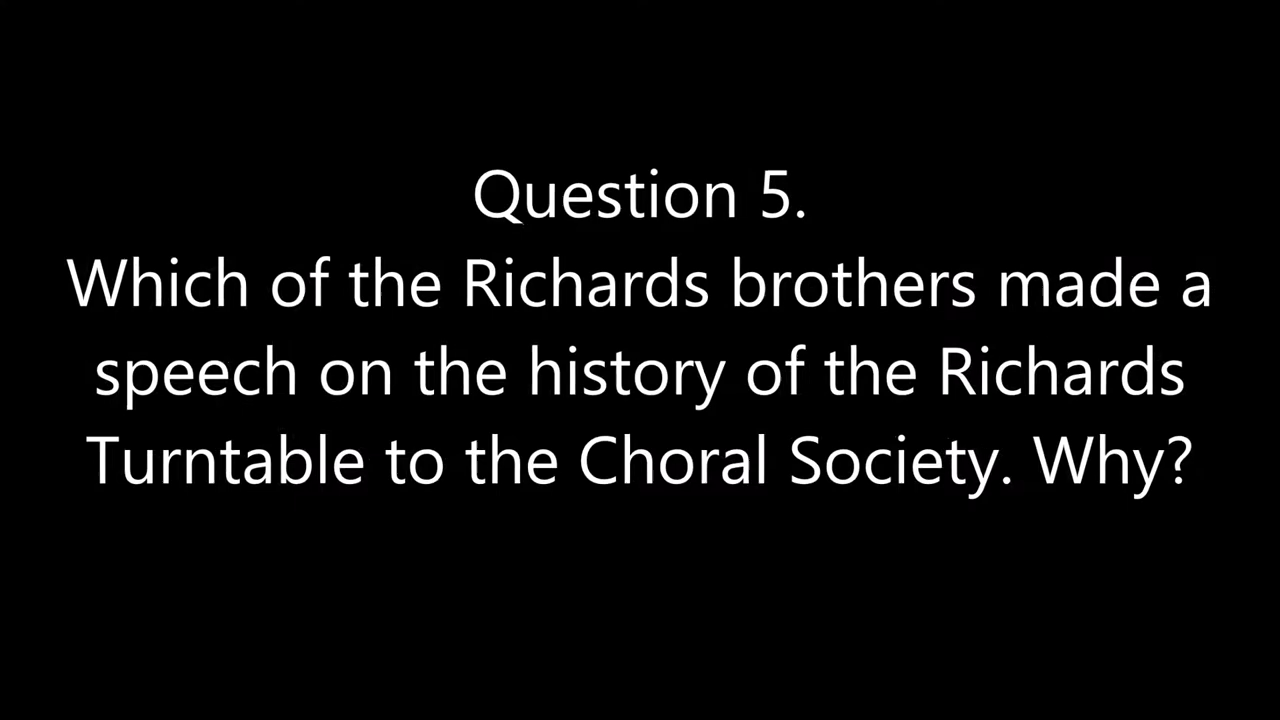 Question 5.
Which of the Richards brothers made a
speech on the history of the Richards
Turntable to the Choral Society. Why?